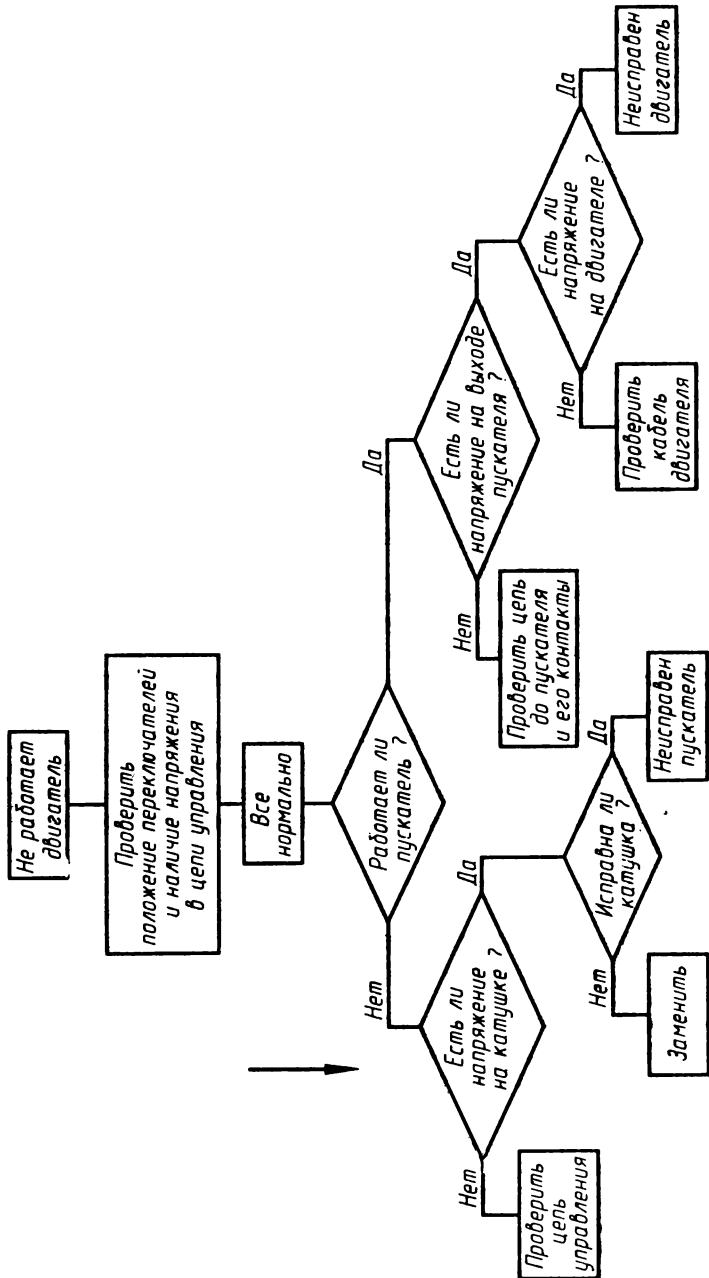 Не работает
двигатель
Проверить
положение переключателей
и наличие напряжения
в цепи управления
Все
нормально
Работает ли
пускатель ?
Нет
Да
Есть ли
напряжение
на катушке ?
Есть ли
напряжение на выходе
пускателя ?
Нет
Да
Нет
Да
Проверить
цепь
управления
Исправна ли
катушка ?
Проверить цепь
до пускателя
и его контакты
Есть ли
напряжение
на двигателе ?
Нет
Да
Нет
Да
Заменить
Неисправен
пускатель
Проверить
кабель
двигателя
Неисправен
двигатель